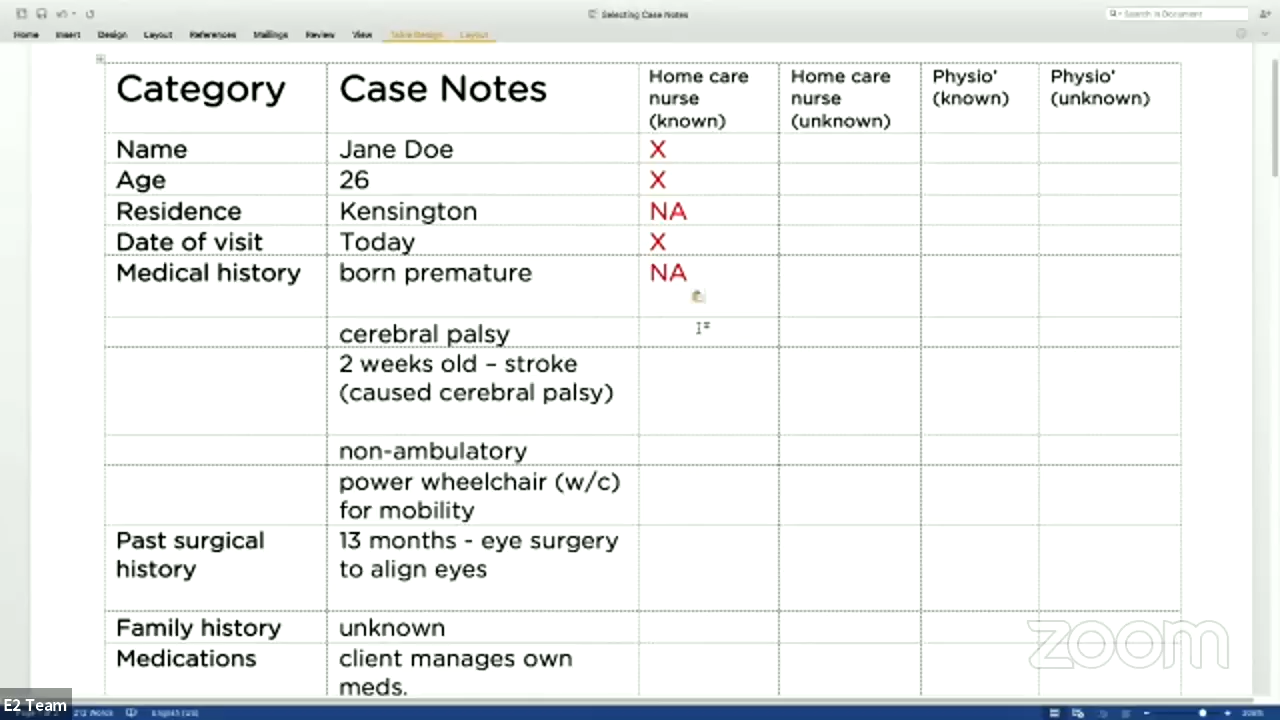 Selecting Case Notes
Search in Document
Home Insert Design Layout References Mailings Review View Table Design Layout
Category Case Notes Home care nurse (known) Home care nurse (unknown) Physio' (known) Physio' (unknown)
Name Jane Doe X
Age 26 X
Residence Kensington NA
Date of visit Today X
Medical history born premature NA
cerebral palsy
2 weeks old – stroke
(caused cerebral palsy)
non-ambulatory
power wheelchair (w/c)
for mobility
Past surgical history 13 months - eye surgery to align eyes
Family history unknown
Medications client manages own
meds.
zoom
E2 Team